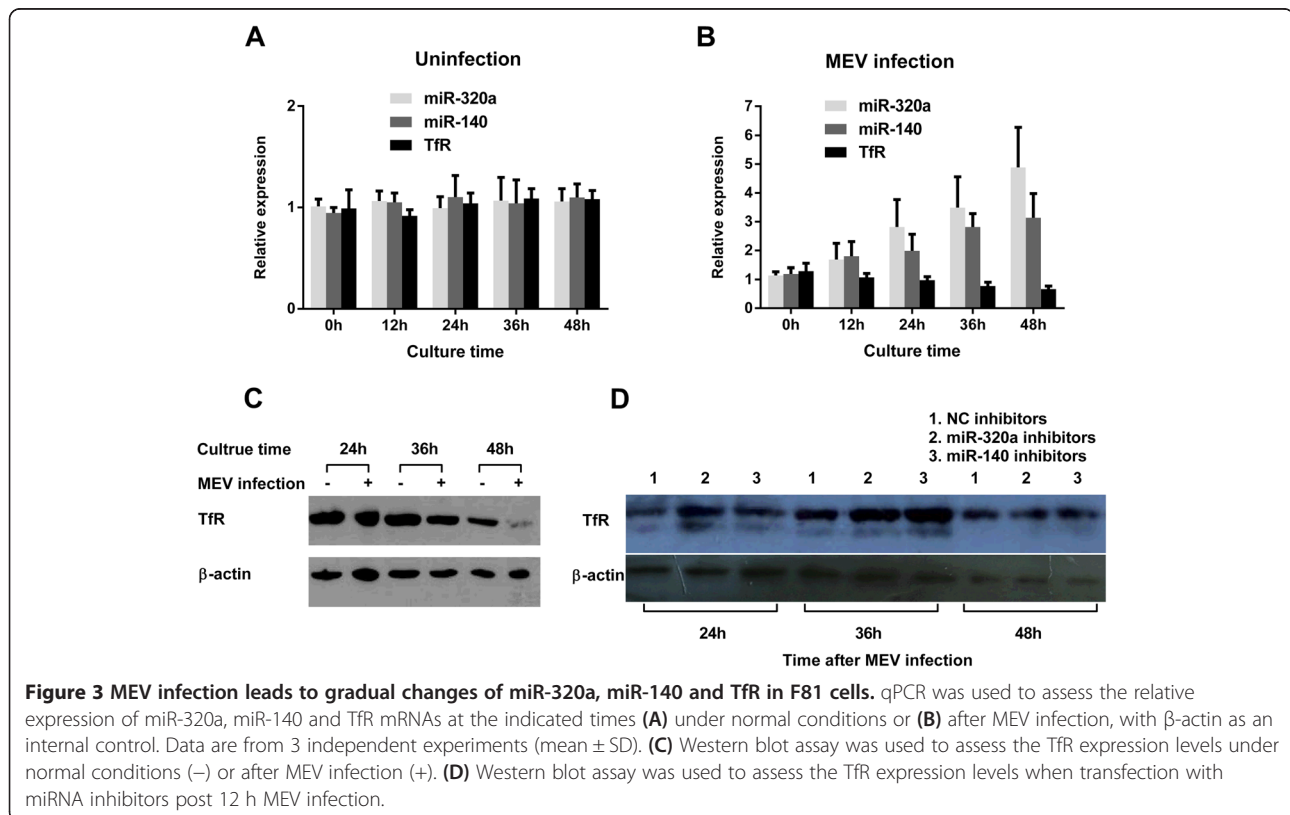 A
Uninfection
miR-320a
miR-140
TfR
2
1
0
Relative expression
0h 12h 24h 36h 48h
Culture time
B
MEV infection
miR-320a
miR-140
TfR
7
6
5
4
3
2
1
0
Relative expression
0h 12h 24h 36h 48h
Culture time
C
Cultrue time 24h 36h 48h
MEV infection - + - + - +
TfR
β-actin
D
1. NC inhibitors
2. miR-320a inhibitors
3. miR-140 inhibitors
1 2 3 1 2 3 1 2 3
TfR
β-actin
24h 36h 48h
Time after MEV infection
Figure 3 MEV infection leads to gradual changes of miR-320a, miR-140 and TfR in F81 cells. qPCR was used to assess the relative
expression of miR-320a, miR-140 and TfR mRNAs at the indicated times (A) under normal conditions or (B) after MEV infection, with β-actin as an
internal control. Data are from 3 independent experiments (mean ± SD). (C) Western blot assay was used to assess the TfR expression levels under
normal conditions (−) or after MEV infection (+). (D) Western blot assay was used to assess the TfR expression levels when transfection with
miRNA inhibitors post 12 h MEV infection.